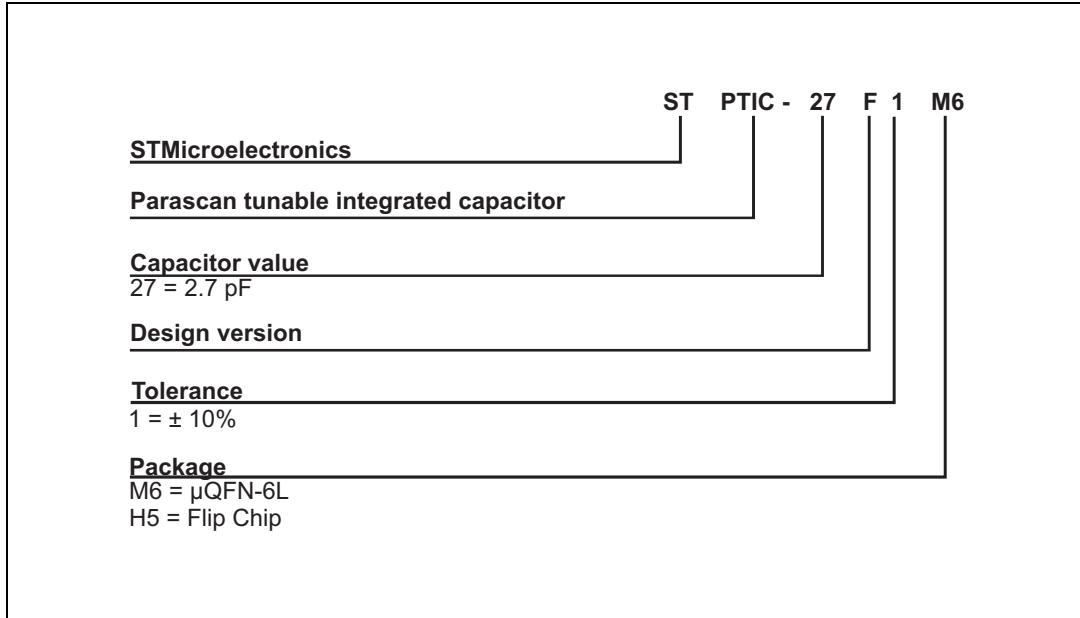 ST PTIC - 27 F 1 M6
STMicroelectronics
Parascan tunable integrated capacitor
Capacitor value
27 = 2.7 pF
Design version
Tolerance
1 = ± 10%
Package
M6 = µQFN-6L
H5 = Flip Chip